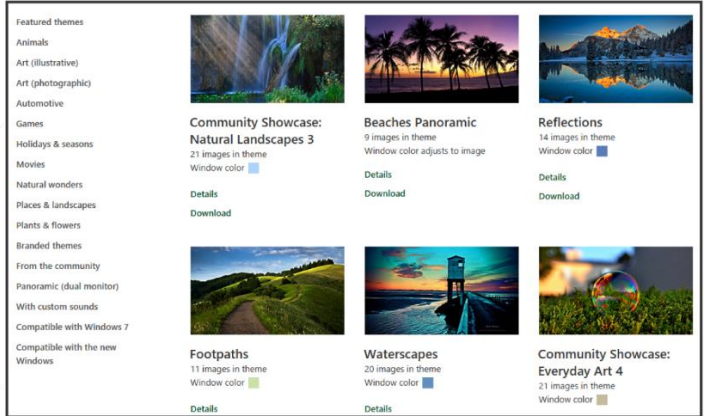 Featured themes
Animals
Art (illustrative)
Art (photographic)
Automotive
Games
Holidays & seasons
Movies
Natural wonders
Places & landscapes
Plants & flowers
Branded themes
From the community
Panoramic (dual monitor)
With custom sounds
Compatible with Windows 7
Compatible with the new
Windows
Community Showcase:
Natural Landscapes 3
21 images in theme
Window color
Details
Download
Beaches Panoramic
9 images in theme
Window color adjusts to image
Details
Download
Reflections
14 images in theme
Window color
Details
Download
Footpaths
11 images in theme
Window color
Details
Waterscapes
20 images in theme
Window color
Details
Community Showcase:
Everyday Art 4
21 images in theme
Window color